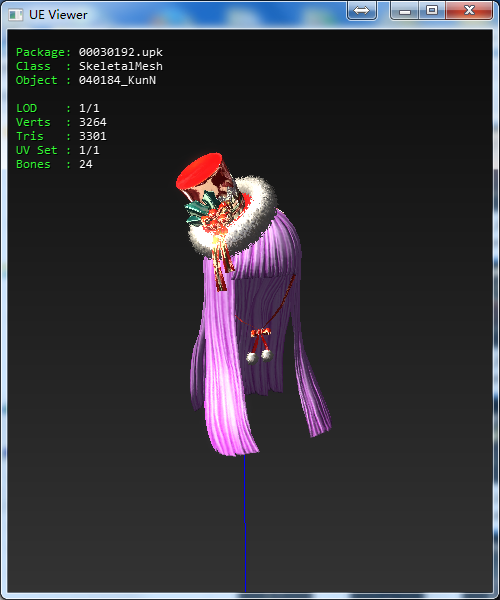 UE Viewer
Package: 00030192.upk
Class  : SkeletalMesh
Object : 040184_KunN
LOD    : 1/1
Verts  : 3264
Tris   : 3301
UV Set : 1/1
Bones  : 24